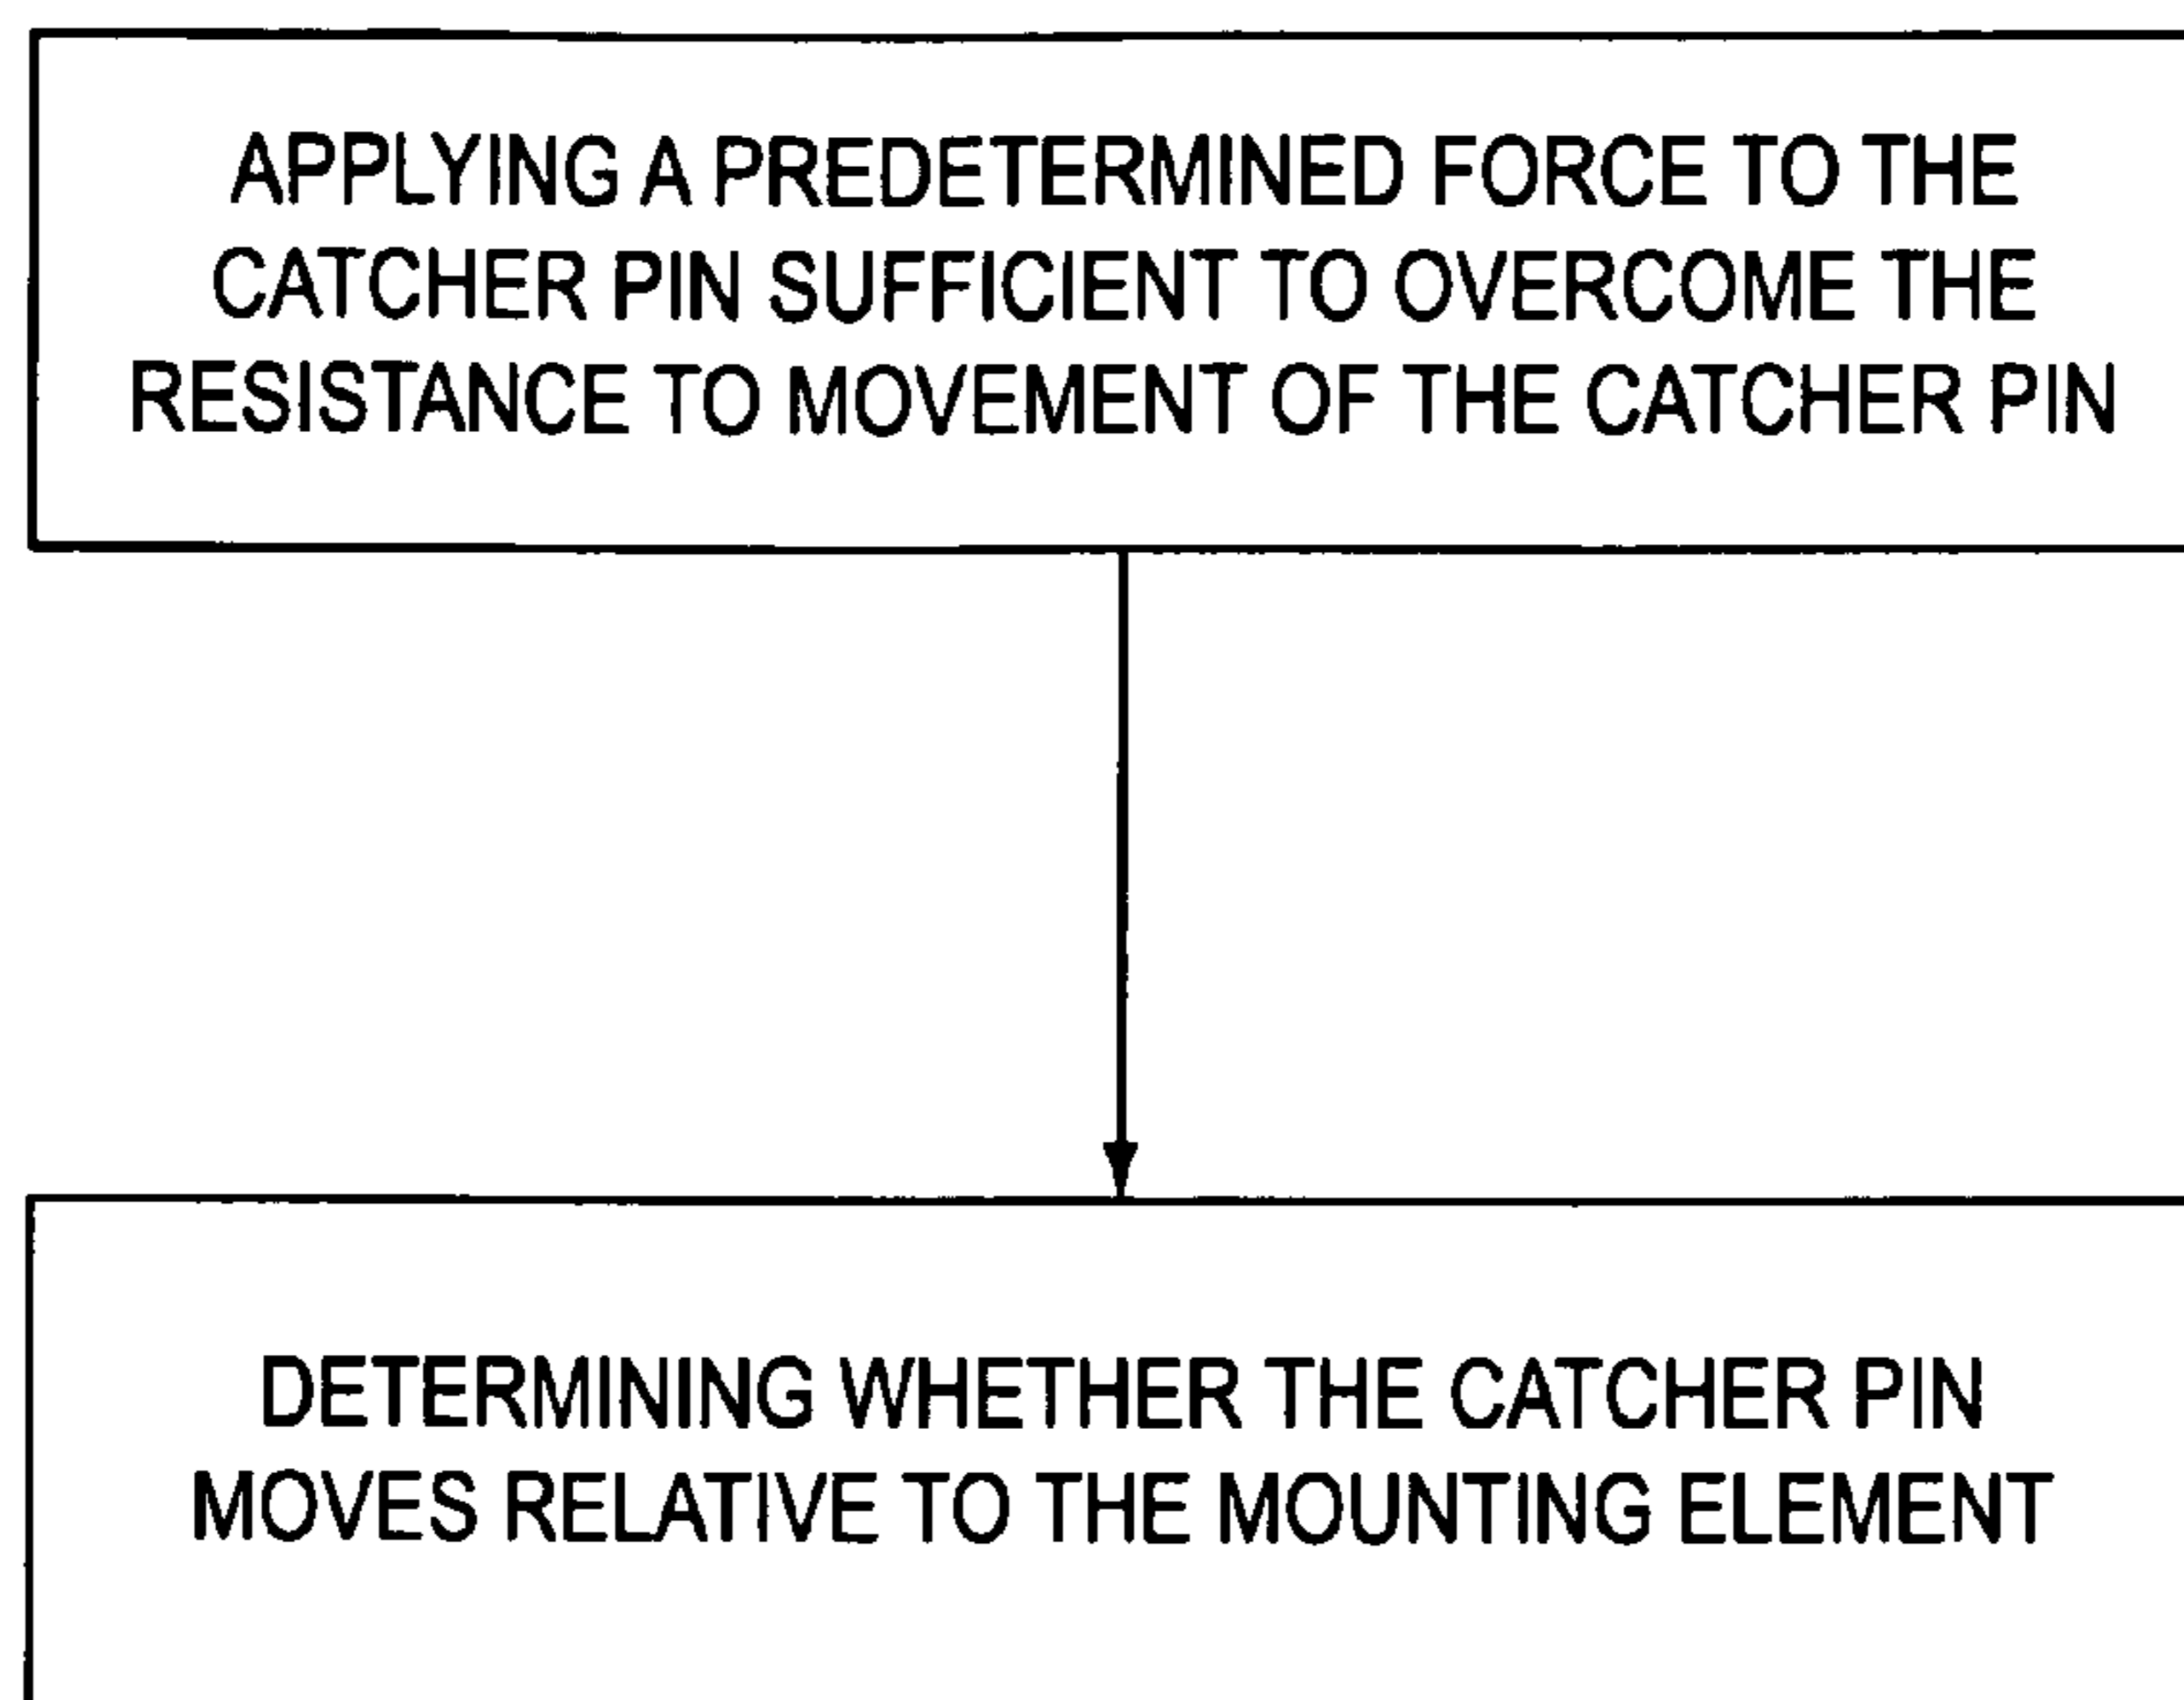 APPLYING A PREDETERMINED FORCE TO THE
CATCHER PIN SUFFICIENT TO OVERCOME THE
RESISTANCE TO MOVEMENT OF THE CATCHER PIN
DETERMINING WHETHER THE CATCHER PIN
MOVES RELATIVE TO THE MOUNTING ELEMENT